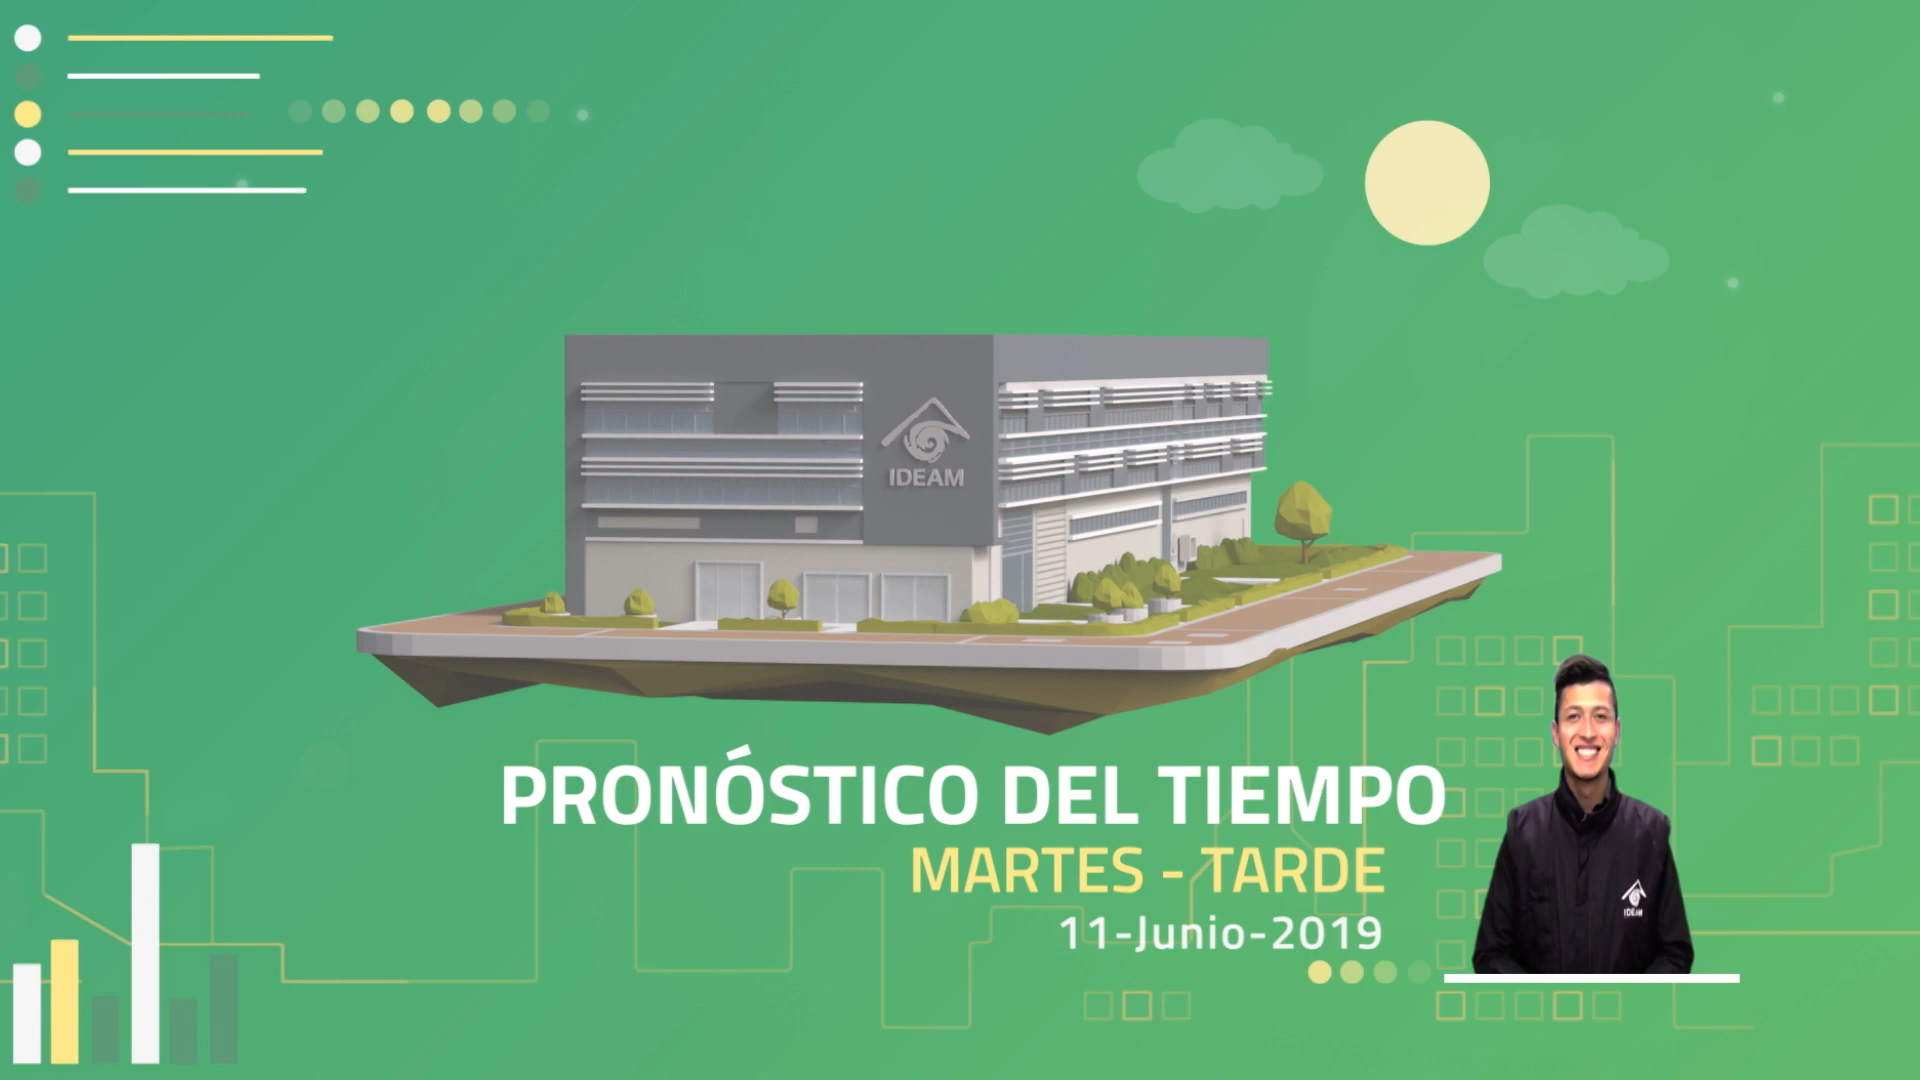 IDEAM
PRONÓSTICO DEL TIEMPO
MARTES - TARDE
11-Junio-2019
IDEAM